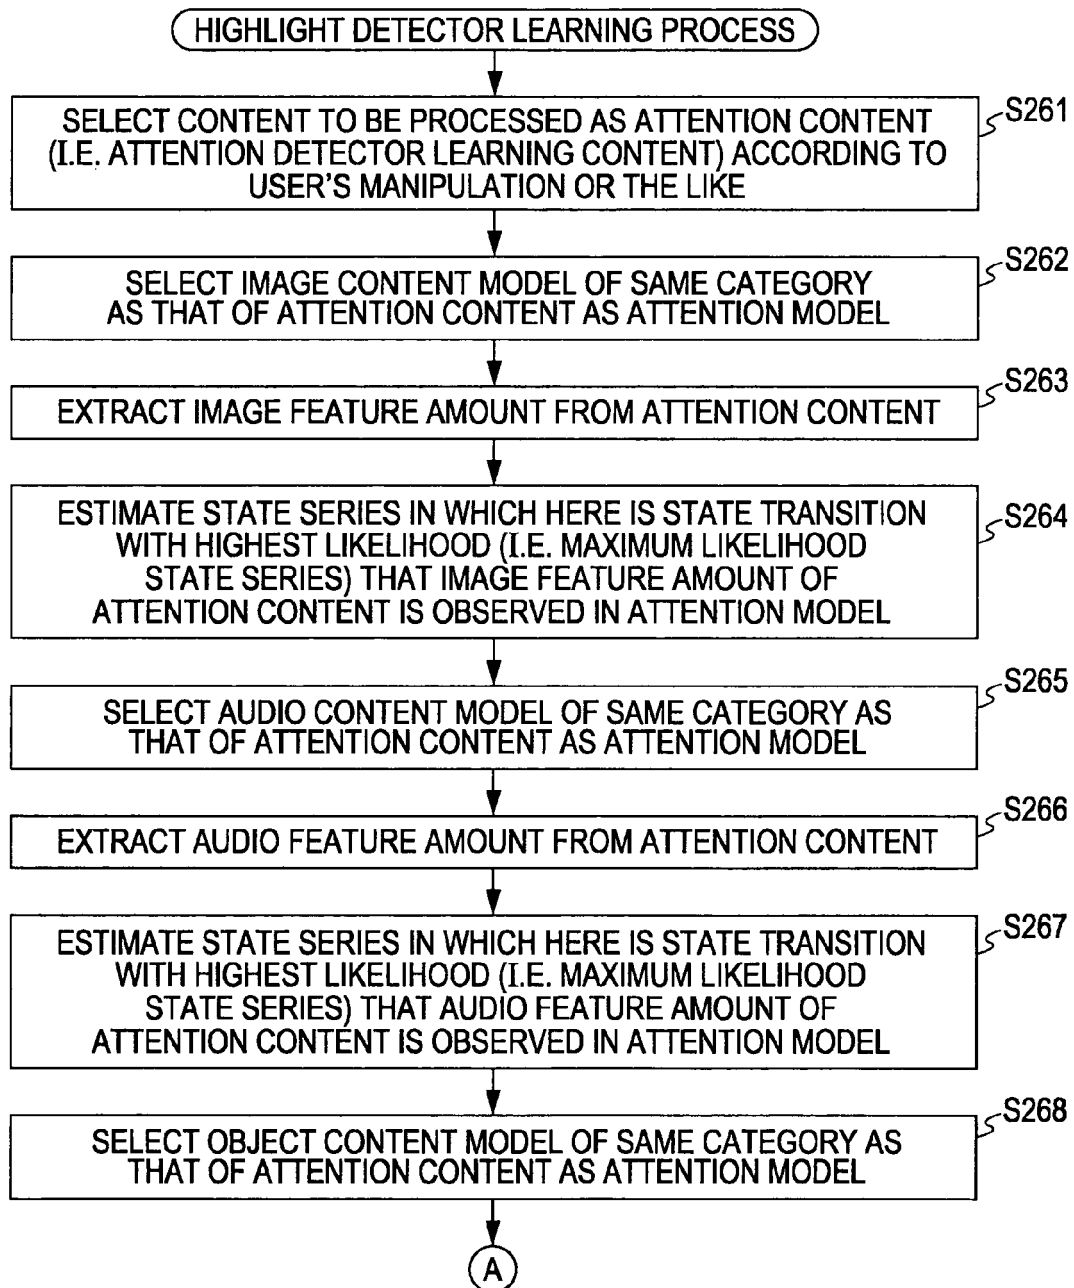 HIGHLIGHT DETECTOR LEARNING PROCESS
S261
SELECT CONTENT TO BE PROCESSED AS ATTENTION CONTENT
(I.E. ATTENTION DETECTOR LEARNING CONTENT) ACCORDING TO
USER'S MANIPULATION OR THE LIKE
S262
SELECT IMAGE CONTENT MODEL OF SAME CATEGORY
AS THAT OF ATTENTION CONTENT AS ATTENTION MODEL
S263
EXTRACT IMAGE FEATURE AMOUNT FROM ATTENTION CONTENT
S264
ESTIMATE STATE SERIES IN WHICH HERE IS STATE TRANSITION
WITH HIGHEST LIKELIHOOD (I.E. MAXIMUM LIKELIHOOD
STATE SERIES) THAT IMAGE FEATURE AMOUNT OF
ATTENTION CONTENT IS OBSERVED IN ATTENTION MODEL
S265
SELECT AUDIO CONTENT MODEL OF SAME CATEGORY AS
THAT OF ATTENTION CONTENT AS ATTENTION MODEL
S266
EXTRACT AUDIO FEATURE AMOUNT FROM ATTENTION CONTENT
S267
ESTIMATE STATE SERIES IN WHICH HERE IS STATE TRANSITION
WITH HIGHEST LIKELIHOOD (I.E. MAXIMUM LIKELIHOOD
STATE SERIES) THAT AUDIO FEATURE AMOUNT OF
ATTENTION CONTENT IS OBSERVED IN ATTENTION MODEL
S268
SELECT OBJECT CONTENT MODEL OF SAME CATEGORY AS
THAT OF ATTENTION CONTENT AS ATTENTION MODEL
A